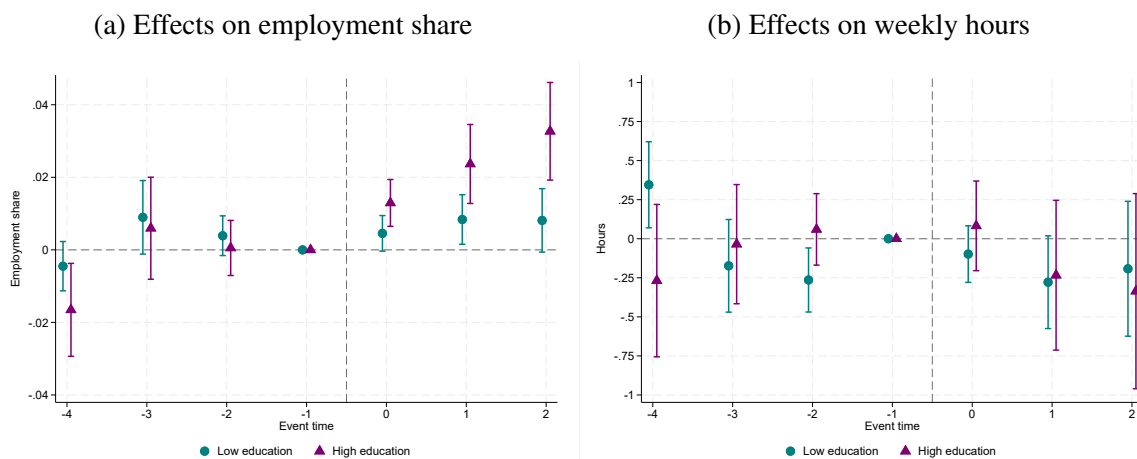 (a) Effects on employment share
.04
.02
0
-.02
-.04
Employment share
-4 -3 -2 -1 0 1 2
Event time
Low education High education
(b) Effects on weekly hours
1
.75
.5
.25
0
-.25
-.5
-.75
-1
Hours
-4 -3 -2 -1 0 1 2
Event time
Low education High education